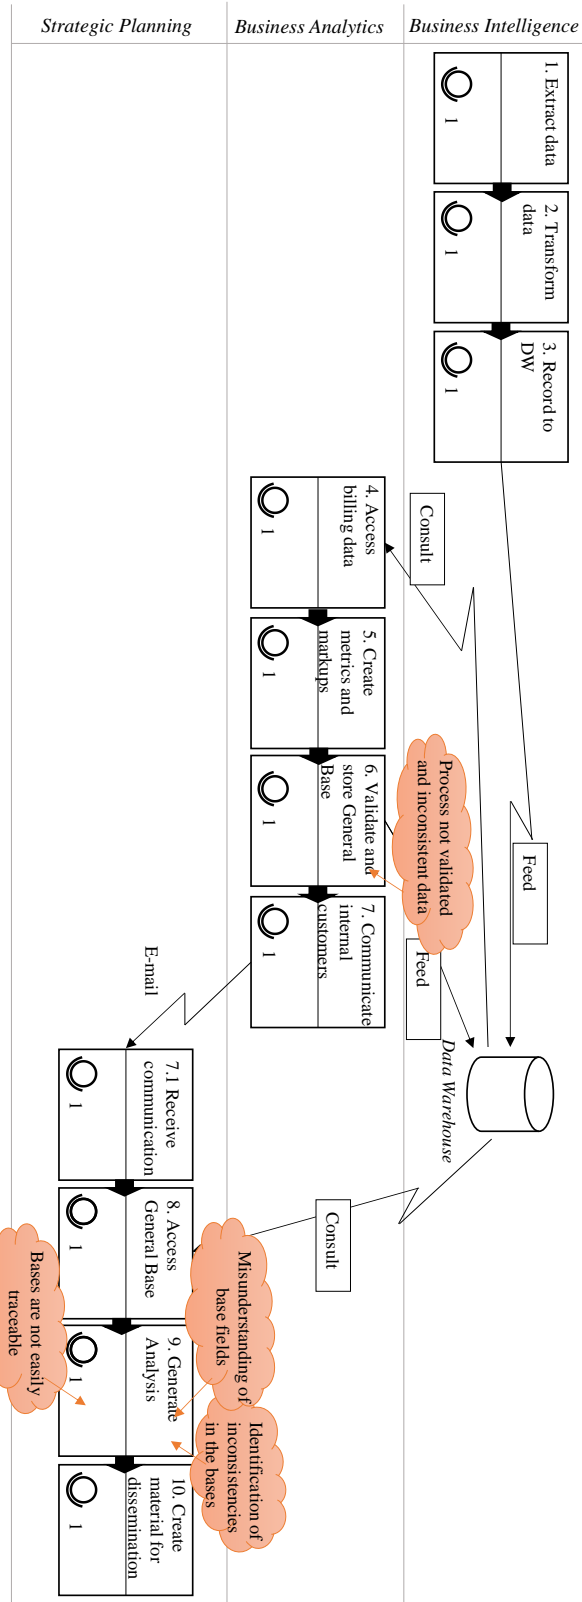 Strategic Planning
Business Analytics
Business Intelligence
1. Extract data
1
2. Transform
data
1
3. Record to
DW
1
4. Access
billing data
1
5. Create
metrics and
markups
1
6. Validate and
store General
Base
1
7. Communicate
internal
customers
1
Consult
Feed
Process not validated
and inconsistent data
Feed
Data Warehouse
E-mail
Consult
7.1 Receive
communication
1
8. Access
General Base
1
9. Generate
Analysis
1
10. Create
material for
dissemination
1
Misunderstanding of
base fields
Identification of
inconsistencies
in the bases
Bases are not easily
traceable